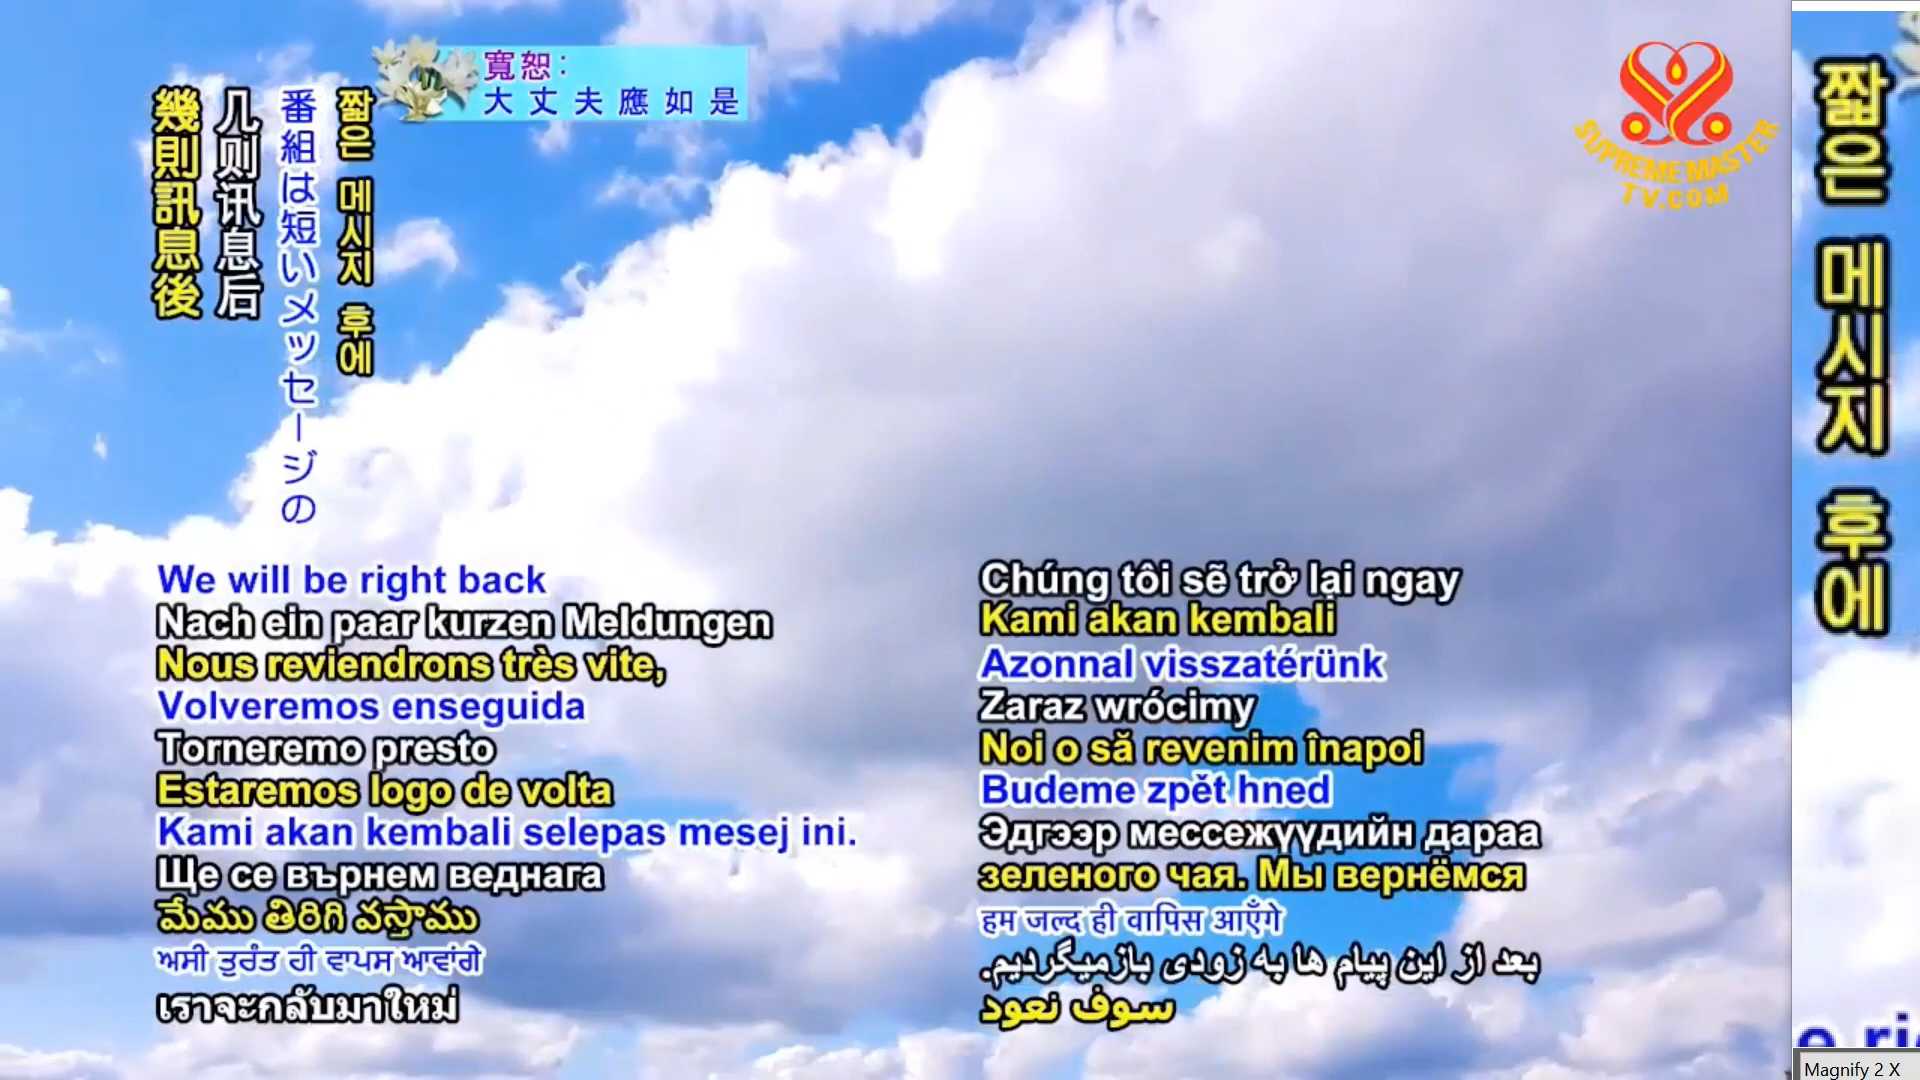 寬恕：
大丈夫應如是
SUPREME MASTER
TV.COM
幾則訊息後
几则讯息后
番組は短いメッセージの
짧은 메시지 후에
We will be right back
Nach ein paar kurzen Meldungen
Nous reviendrons très vite,
Volveremos enseguida
Torneremo presto
Estaremos logo de volta
Kami akan kembali selepas mesej ini.
Ще се върнем веднага
మేము తిరిగి వస్తాము
ਅਸੀ ਤੁਰੰਤ ਹੀ ਵਾਪਸ ਆਵਾਂਗੇ
เราจะกลับมาใหม่
Chúng tôi sẽ trở lại ngay
Kami akan kembali
Azonnal visszatérünk
Zaraz wrócimy
Noi o să revenim înapoi
Budeme zpět hned
Эдгээр мессежүүдийн дараа
зеленого чая. Мы вернёмся
हम जल्द ही वापिस आएँगे
بعد از این پیام ها به زودی بازمیگردیم.
سوف نعود
짧은 메시지 후에
e ri
Magnify 2 X